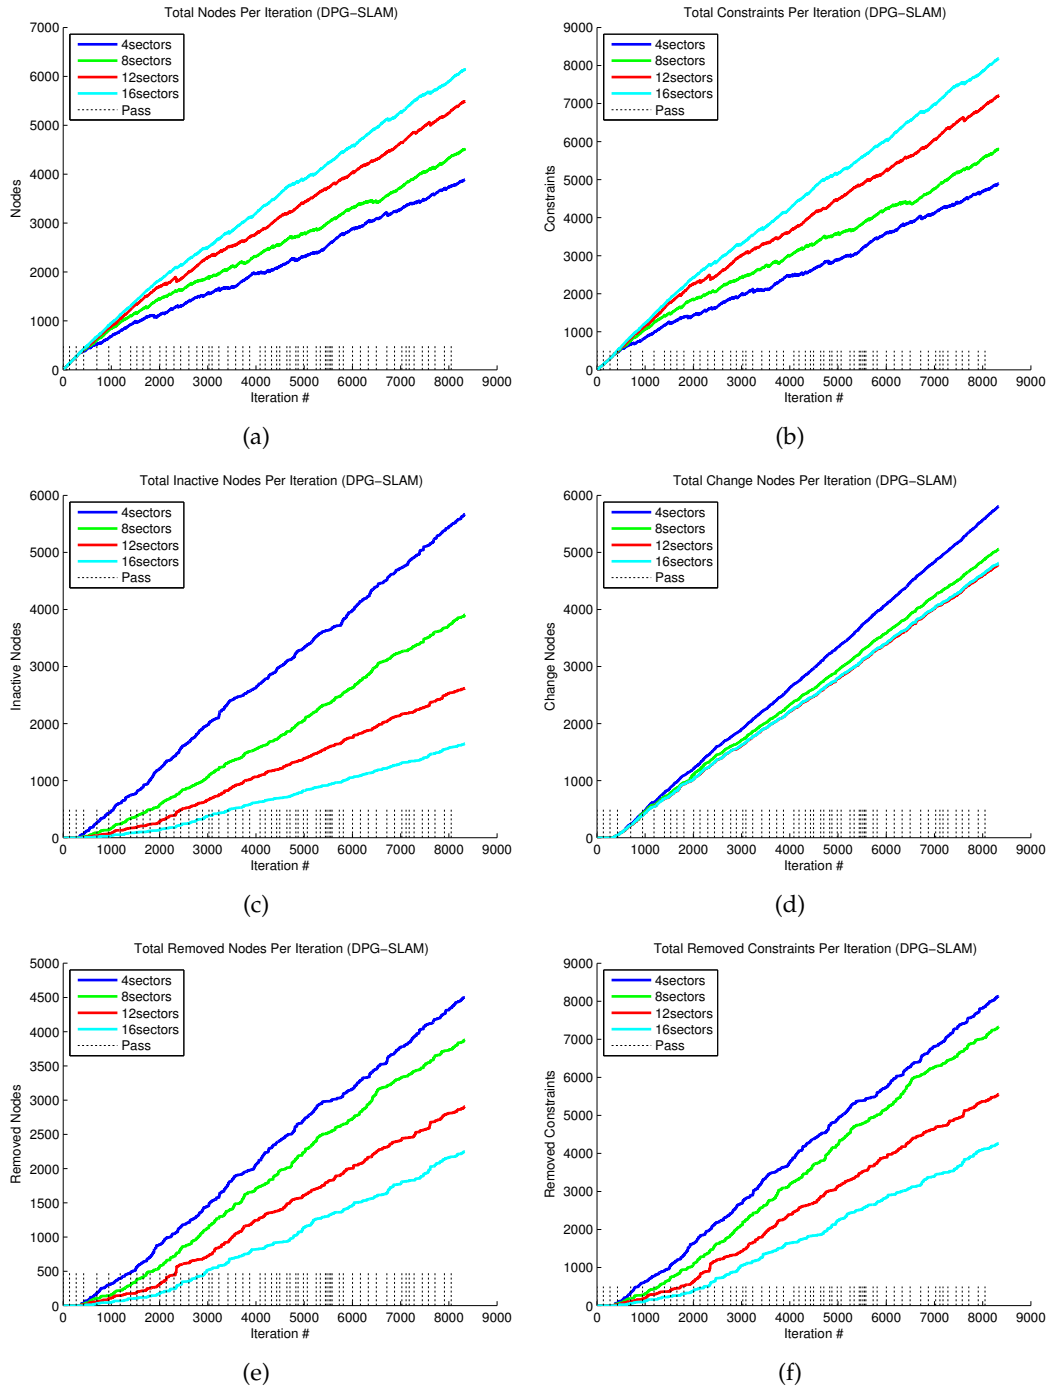 Total Nodes Per Iteration (DPG−SLAM)
7000
6000
5000
4000
3000
2000
1000
0
Nodes
4sectors
8sectors
12sectors
16sectors
Pass
0 1000 2000 3000 4000 5000 6000 7000 8000 9000
Iteration #
(a)
Total Constraints Per Iteration (DPG−SLAM)
9000
8000
7000
6000
5000
4000
3000
2000
1000
0
Constraints
4sectors
8sectors
12sectors
16sectors
Pass
0 1000 2000 3000 4000 5000 6000 7000 8000 9000
Iteration #
(b)
Total Inactive Nodes Per Iteration (DPG−SLAM)
6000
5000
4000
3000
2000
1000
0
Inactive Nodes
4sectors
8sectors
12sectors
16sectors
Pass
0 1000 2000 3000 4000 5000 6000 7000 8000 9000
Iteration #
(c)
Total Change Nodes Per Iteration (DPG−SLAM)
6000
5000
4000
3000
2000
1000
0
Change Nodes
4sectors
8sectors
12sectors
16sectors
Pass
0 1000 2000 3000 4000 5000 6000 7000 8000 9000
Iteration #
(d)
Total Removed Nodes Per Iteration (DPG−SLAM)
5000
4500
4000
3500
3000
2500
2000
1500
1000
500
0
Removed Nodes
4sectors
8sectors
12sectors
16sectors
Pass
0 1000 2000 3000 4000 5000 6000 7000 8000 9000
Iteration #
(e)
Total Removed Constraints Per Iteration (DPG−SLAM)
9000
8000
7000
6000
5000
4000
3000
2000
1000
0
Removed Constraints
4sectors
8sectors
12sectors
16sectors
Pass
0 1000 2000 3000 4000 5000 6000 7000 8000 9000
Iteration #
(f)